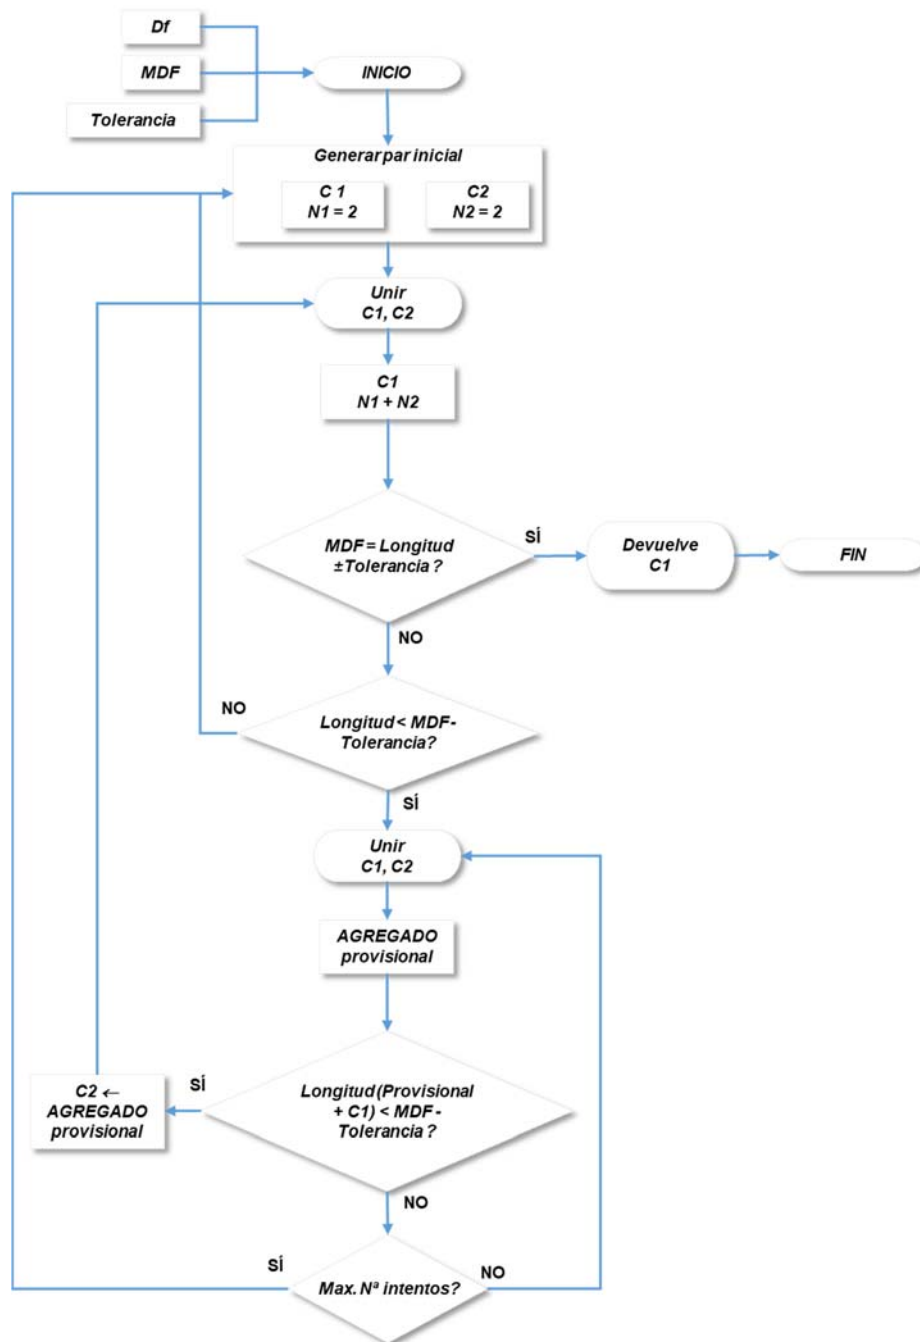 Df
MDF
Tolerancia
INICIO
Generar par inicial
C 1
N1 = 2
C2
N2 = 2
Unir
C1, C2
C1
N1 + N2
MDF = Longitud
±Tolerancia ?
SÍ
Devuelve
C1
FIN
NO
Longitud < MDF -
Tolerancia?
NO
SÍ
Unir
C1, C2
AGREGADO
provisional
Longitud (Provisional
+ C1) < MDF -
Tolerancia ?
SÍ
C2 ←
AGREGADO
provisional
NO
Max. Nª intentos?
SÍ
NO